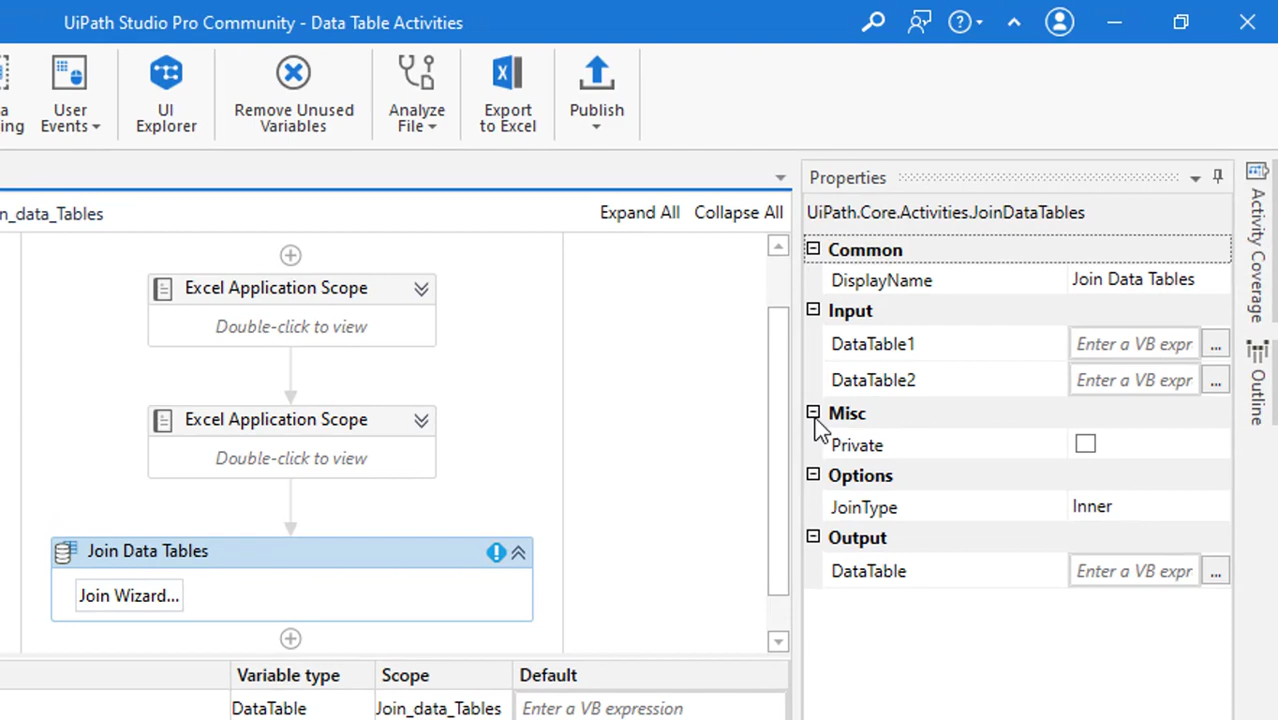 UiPath Studio Pro Community - Data Table Activities
User
Events
UI
Explorer
Remove Unused
Variables
Analyze
File
Export
to Excel
Publish
Properties
n_data_Tables
Expand All
Collapse All
UiPath.Core.Activities.JoinDataTables
Common
DisplayName
Join Data Tables
Input
DataTable1
Enter a VB expr
...
DataTable2
Enter a VB expr
...
Misc
Private
Options
JoinType
Inner
Output
DataTable
Enter a VB expr
...
Excel Application Scope
Double-click to view
Excel Application Scope
Double-click to view
Join Data Tables
Join Wizard...
Variable type
Scope
Default
DataTable
Join_data_Tables
Enter a VB expression
Activity Coverage
Outline